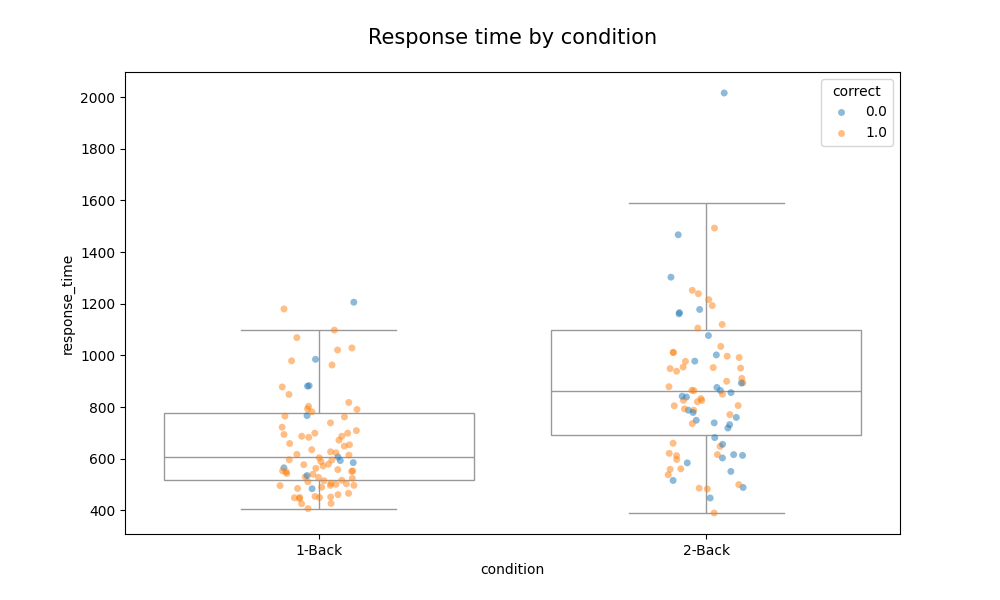 Response time by condition
correct
0.0
1.0
2000
1800
1600
1400
1200
1000
800
600
400
response_time
1-Back
2-Back
condition